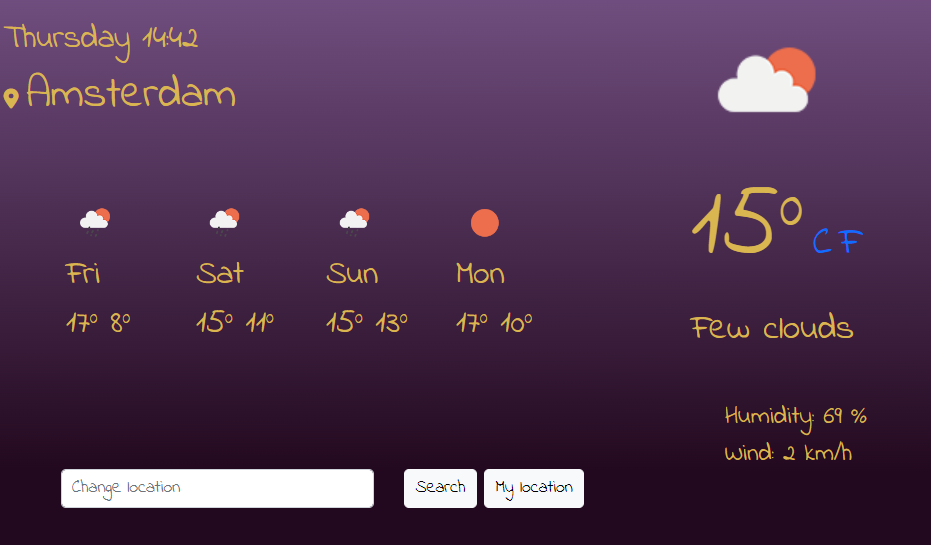 Thursday 14:42
Amsterdam
15° C F
Few clouds
Humidity: 69 %
Wind: 2 km/h
Fri Sat Sun Mon
17° 8° 15° 11° 15° 13° 17° 10°
Change location Search My location